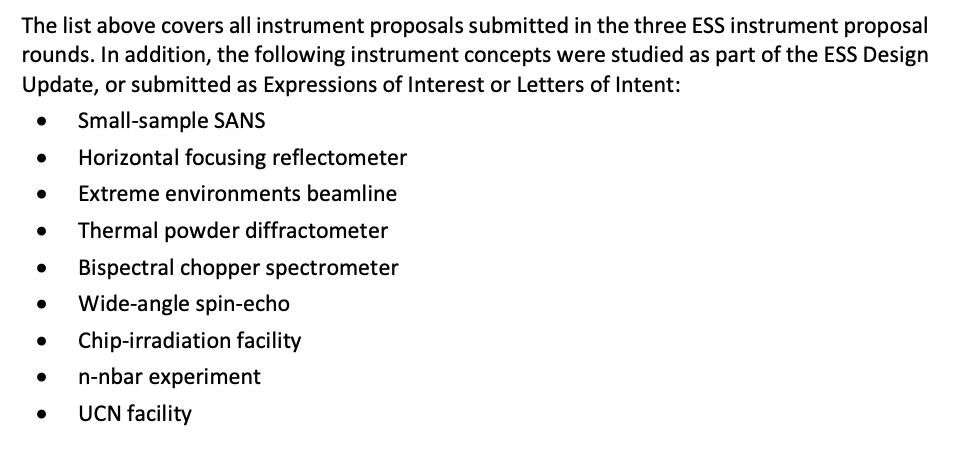 The list above covers all instrument proposals submitted in the three ESS instrument proposal
rounds. In addition, the following instrument concepts were studied as part of the ESS Design
Update, or submitted as Expressions of Interest or Letters of Intent:
• Small-sample SANS
• Horizontal focusing reflectometer
• Extreme environments beamline
• Thermal powder diffractometer
• Bispectral chopper spectrometer
• Wide-angle spin-echo
• Chip-irradiation facility
• n-nbar experiment
• UCN facility